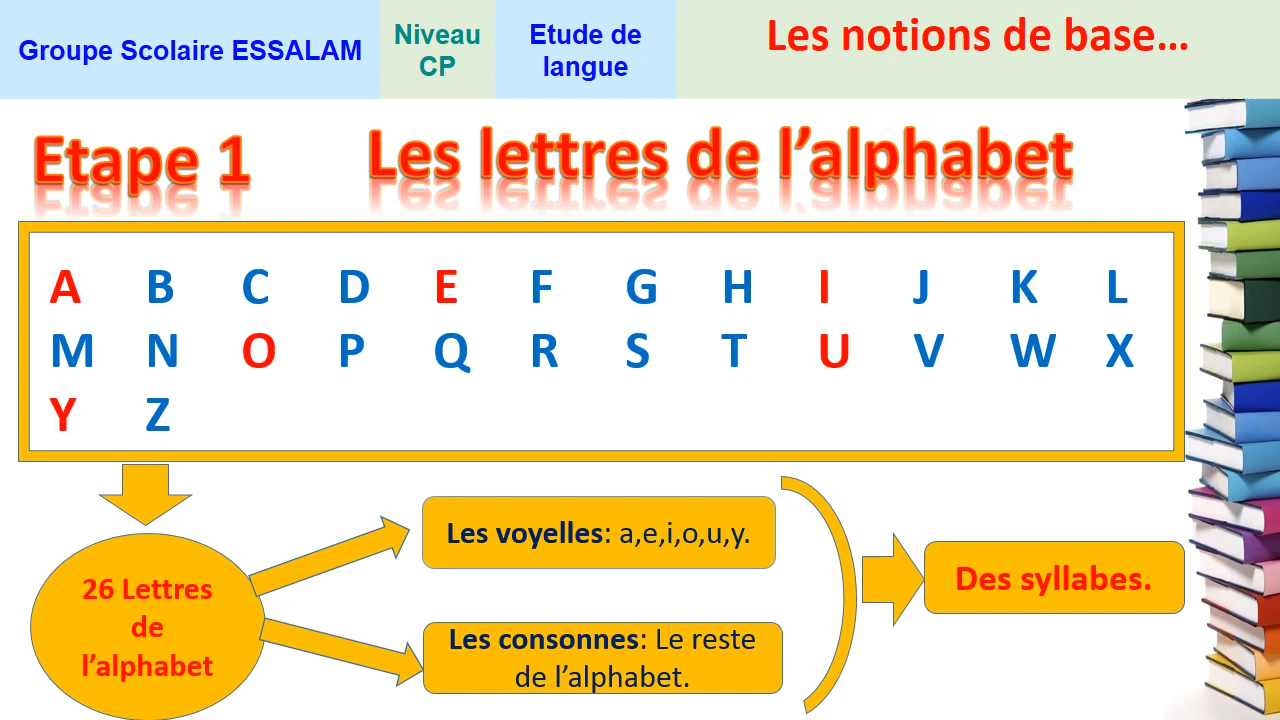 Groupe Scolaire ESSALAM
Niveau
CP
Etude de
langue
Les notions de base…
Etape 1
Les lettres de l’alphabet
A B C D E F G H I J K L
M N O P Q R S T U V W X
Y Z
26 Lettres
de
l’alphabet
Les voyelles: a,e,i,o,u,y.
Les consonnes: Le reste
de l’alphabet.
Des syllabes.